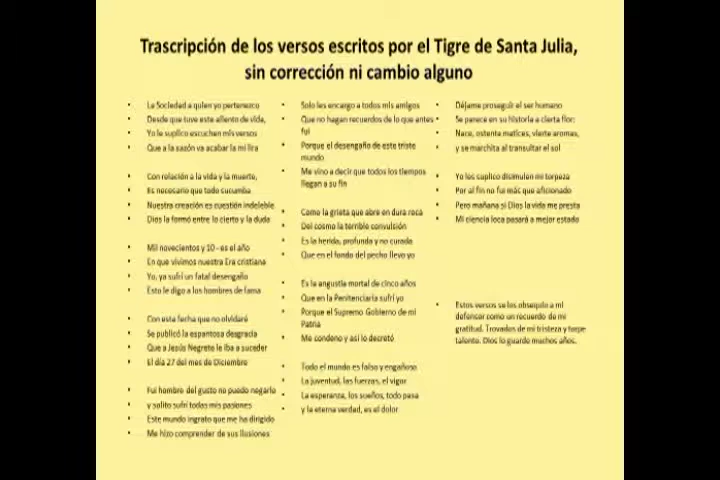 Trascripción de los versos escritos por el Tigre de Santa Julia,
sin corrección ni cambio alguno
La Sociedad a quien yo pertenezco
Desde que tuve este aliento de vida,
Yo le suplico escuchen mis versos
Que a la sazón va acabar la mi lira
Con relación a la vida y la muerte,
Es necesario que todo sucumba
Nuestra creación es cuestión indeleble
Dios la formó entre lo cierto y la duda
Mil novecientos y 10 - es el año
En que vivimos nuestra Era cristiana
Yo, ya sufrí un fatal desengaño
Esto le digo a los hombres de fama
Con esta fecha que no olvidaré
Se publicó la espantosa desgracia
Que a Jesús Negrete le iba a suceder
El día 27 del mes de Diciembre
Fui hombre del gusto no puedo negarlo
y solito sufrí todas mis pasiones
Este mundo ingrato que me ha dirigido
Me hizo comprender de sus ilusiones
Solo les encargo a todos mis amigos
Que no hagan recuerdos de lo que antes
fui
Porque el desengaño de este triste
mundo
Me vino a decir que todos los tiempos
llegan a su fin
Como la grieta que abre en dura roca
Del cosmo la terrible convulsión
Es la herida, profunda y no curada
Que en el fondo del pecho llevo yo
Es la angustia mortal de cinco años
Que en la Penitenciaría sufrí yo
Porque el Supremo Gobierno de mi
Patria
Me condeno y así lo decretó
Todo el mundo es falso y engañoso
La juventud, las fuerzas, el vigor
La esperanza, los sueños, todo pasa
y la eterna verdad, es el dolor
Déjame proseguir el ser humano
Se parece en su historia a cierta flor:
Nace, ostenta matices, vierte aromas,
y se marchita al transultar el sol
Yo les suplico disimulen mi torpeza
Por al fin no fui más que aficionado
Pero mañana si Dios la vida me presta
Mi ciencia loca pasará a mejor estado
Estos versos se los obsequio a mi
defensor como un recuerdo de mi
gratitud. Trovados de mi tristeza y torpe
talento. Dios lo guarde muchos años.